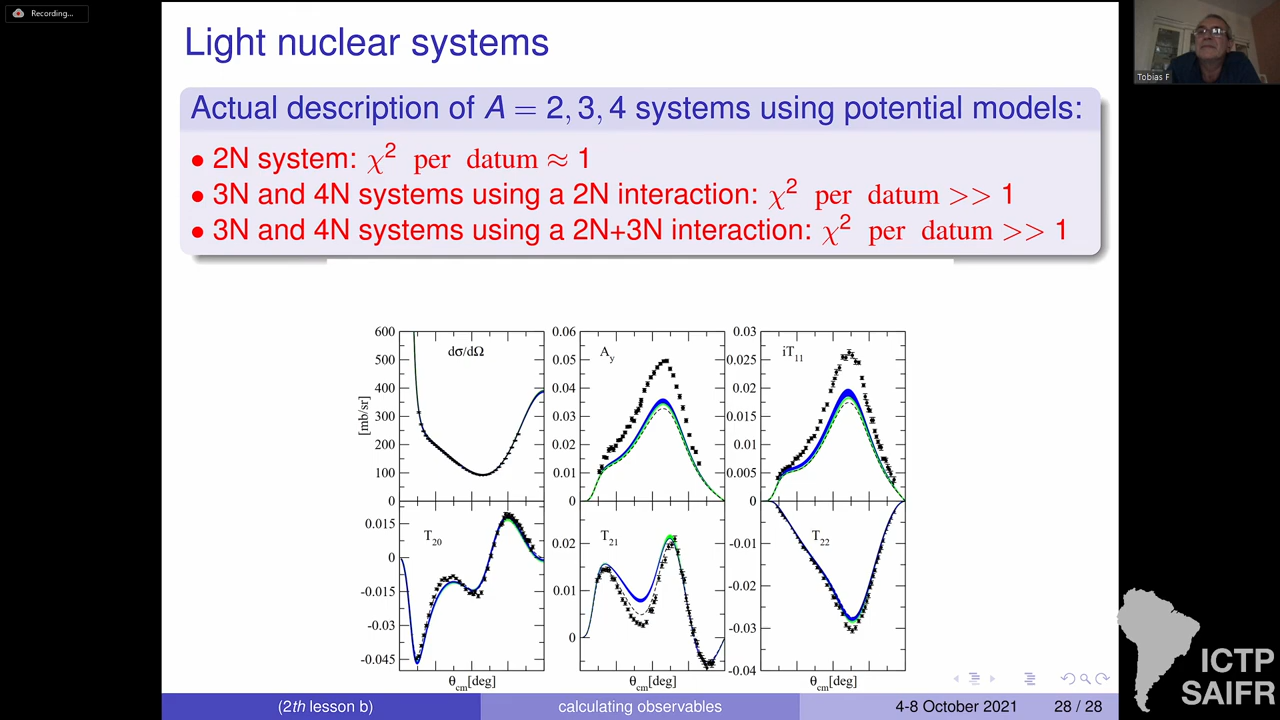 Recording...
Light nuclear systems
Actual description of A = 2, 3, 4 systems using potential models:
• 2N system: χ² per datum ≈ 1
• 3N and 4N systems using a 2N interaction: χ² per datum >> 1
• 3N and 4N systems using a 2N+3N interaction: χ² per datum >> 1
Tobias F
600
500
400
300
200
100
0
[mb/sr]
dσ/dΩ
0.06
0.05
0.04
0.03
0.02
0.01
0
A_y
0.03
0.025
0.02
0.015
0.01
0.005
0
iT₁₁
0.015
0
-0.015
-0.03
-0.045
T₂₀
θ_cm[deg]
0.02
0.01
0
T₂₁
θ_cm[deg]
-0.01
-0.02
-0.03
-0.04
T₂₂
θ_cm[deg]
ICTP
SAIFR
(2th lesson b)
calculating observables
4-8 October 2021
28 / 28